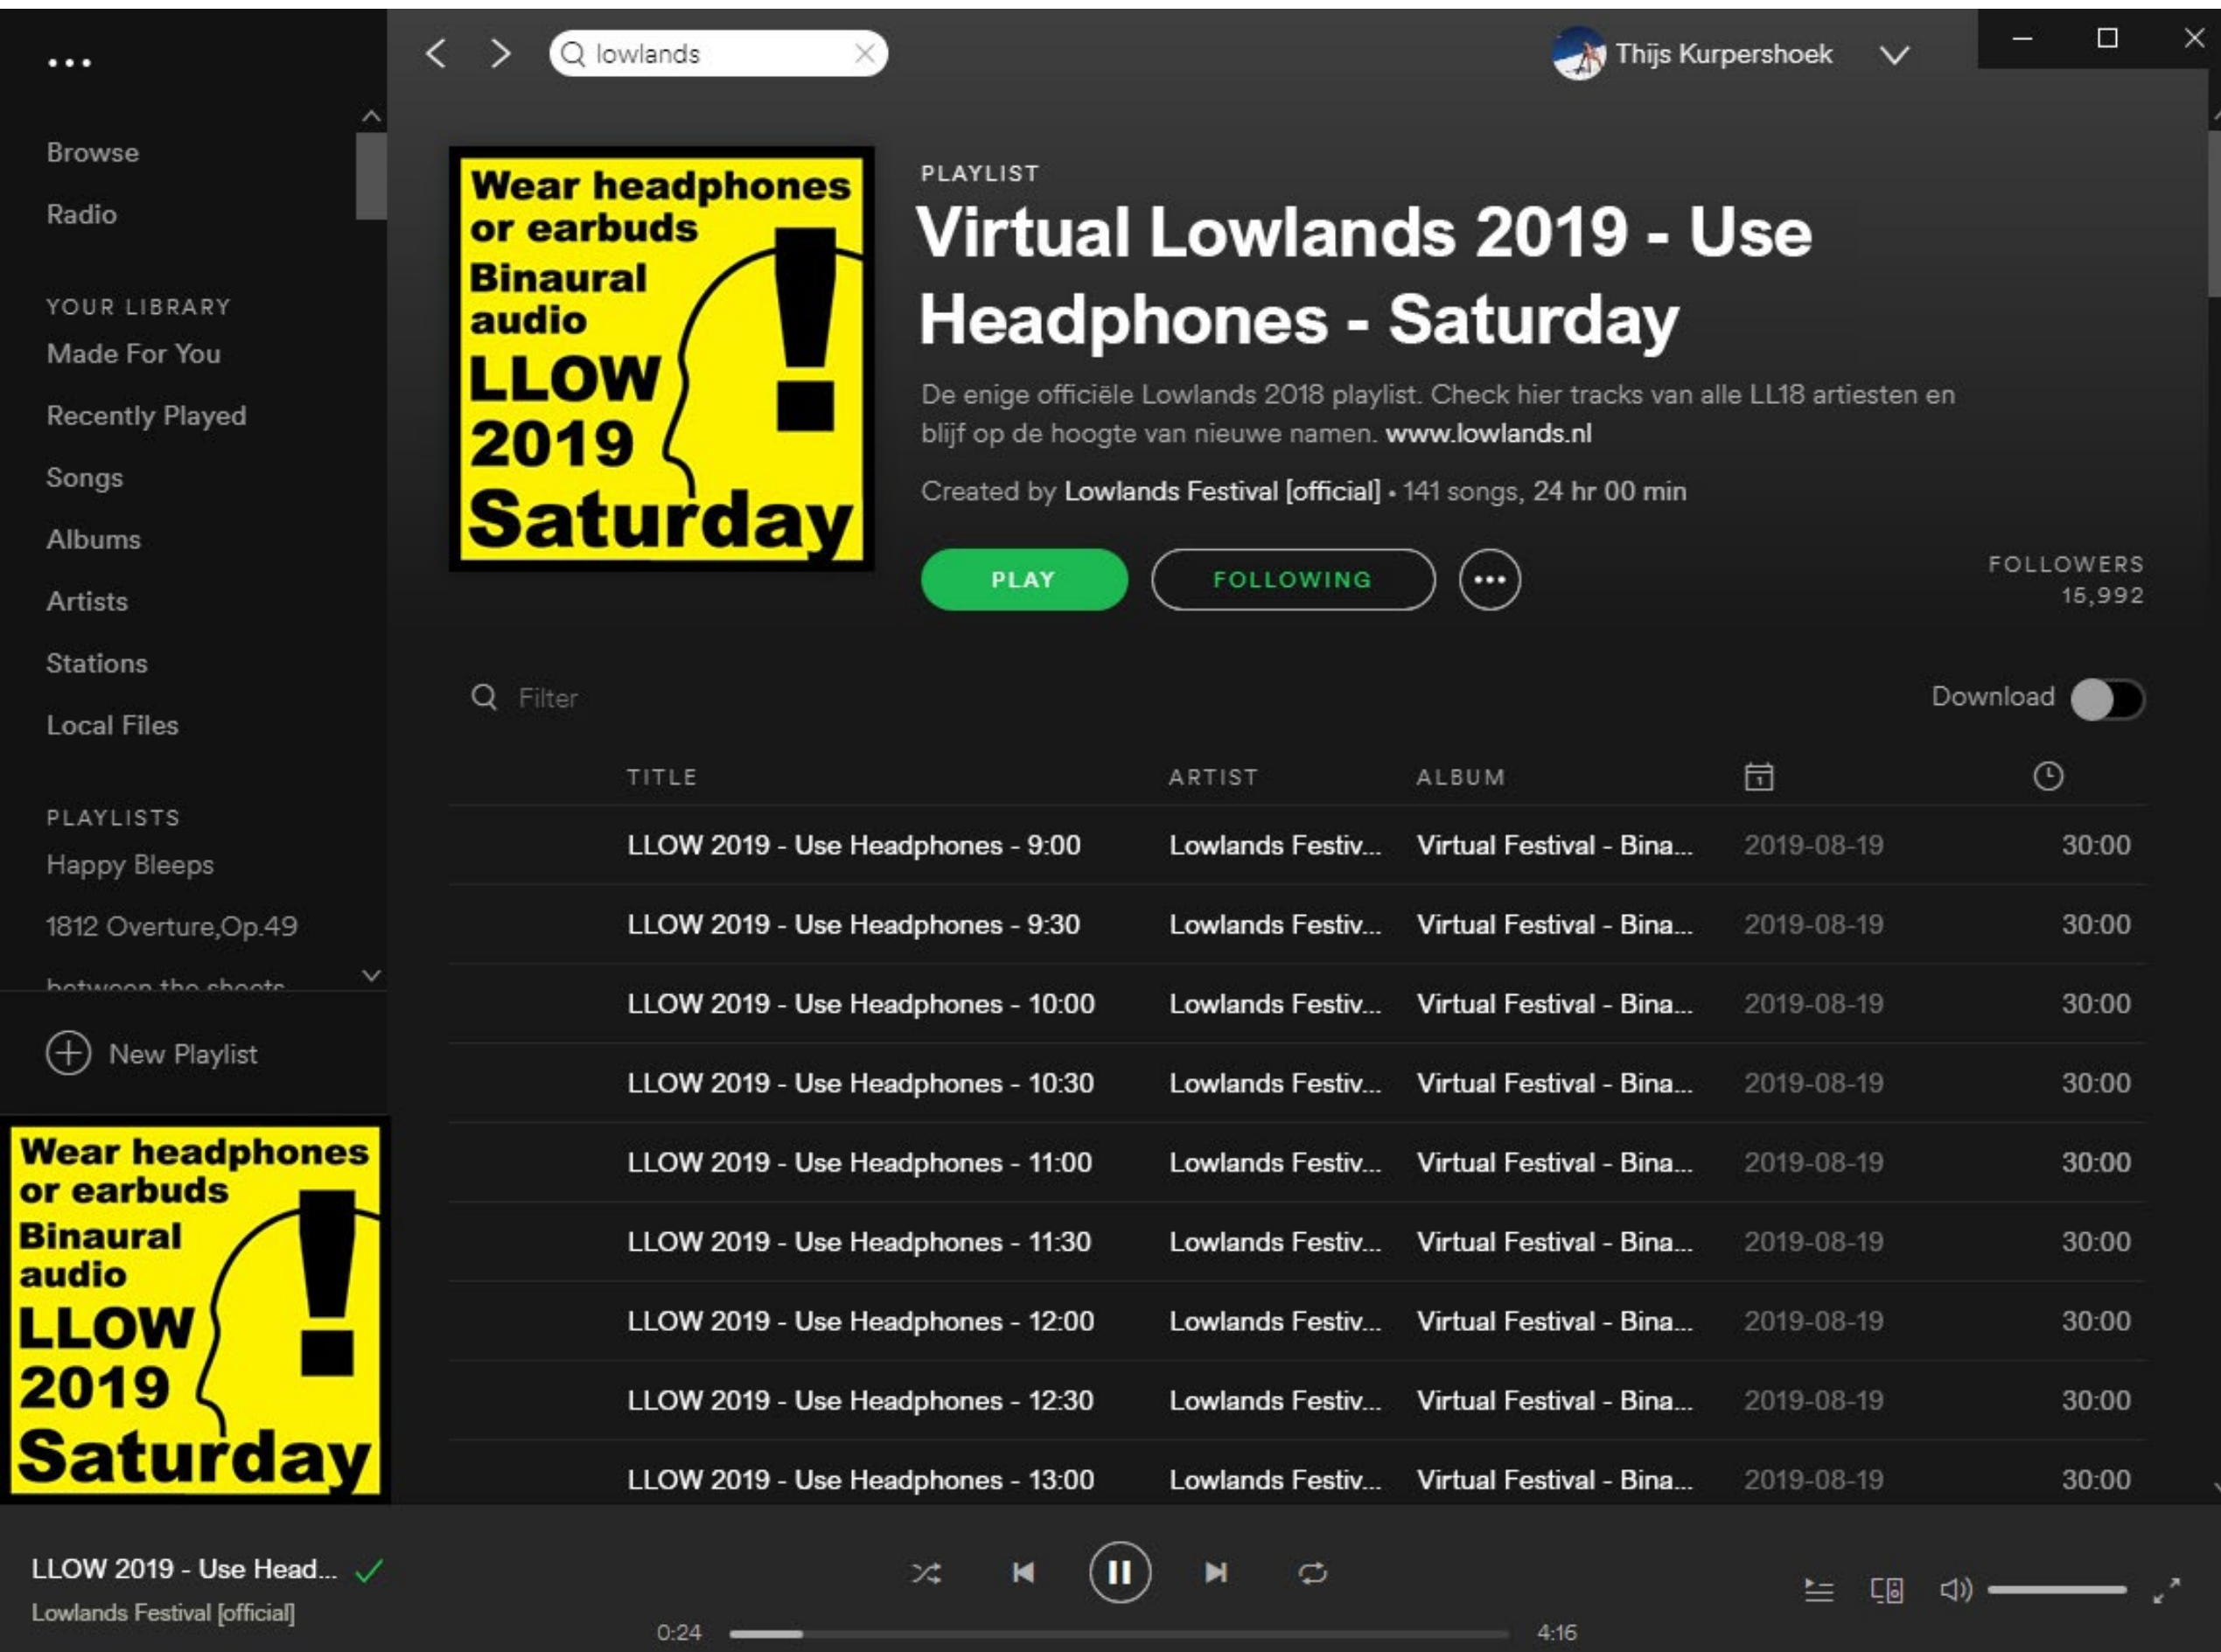 lowlands
Thijs Kurpershoek
Browse
Radio
YOUR LIBRARY
Made For You
Recently Played
Songs
Albums
Artists
Stations
Local Files
PLAYLISTS
Happy Bleeps
1812 Overture,Op.49
between the sheets
New Playlist
Wear headphones
or earbuds
Binaural
audio
LLOW
2019
Saturday
LLOW 2019 - Use Head...
Lowlands Festival [official]
Wear headphones
or earbuds
Binaural
audio
LLOW
2019
Saturday
PLAYLIST
Virtual Lowlands 2019 - Use
Headphones - Saturday
De enige officiële Lowlands 2018 playlist. Check hier tracks van alle LL18 artiesten en
blijf op de hoogte van nieuwe namen. www.lowlands.nl
Created by Lowlands Festival [official] • 141 songs, 24 hr 00 min
PLAY FOLLOWING
FOLLOWERS
15,992
Filter Download
TITLE ARTIST ALBUM
LLOW 2019 - Use Headphones - 9:00 Lowlands Festiv... Virtual Festival - Bina... 2019-08-19 30:00
LLOW 2019 - Use Headphones - 9:30 Lowlands Festiv... Virtual Festival - Bina... 2019-08-19 30:00
LLOW 2019 - Use Headphones - 10:00 Lowlands Festiv... Virtual Festival - Bina... 2019-08-19 30:00
LLOW 2019 - Use Headphones - 10:30 Lowlands Festiv... Virtual Festival - Bina... 2019-08-19 30:00
LLOW 2019 - Use Headphones - 11:00 Lowlands Festiv... Virtual Festival - Bina... 2019-08-19 30:00
LLOW 2019 - Use Headphones - 11:30 Lowlands Festiv... Virtual Festival - Bina... 2019-08-19 30:00
LLOW 2019 - Use Headphones - 12:00 Lowlands Festiv... Virtual Festival - Bina... 2019-08-19 30:00
LLOW 2019 - Use Headphones - 12:30 Lowlands Festiv... Virtual Festival - Bina... 2019-08-19 30:00
LLOW 2019 - Use Headphones - 13:00 Lowlands Festiv... Virtual Festival - Bina... 2019-08-19 30:00
0:24 4:16